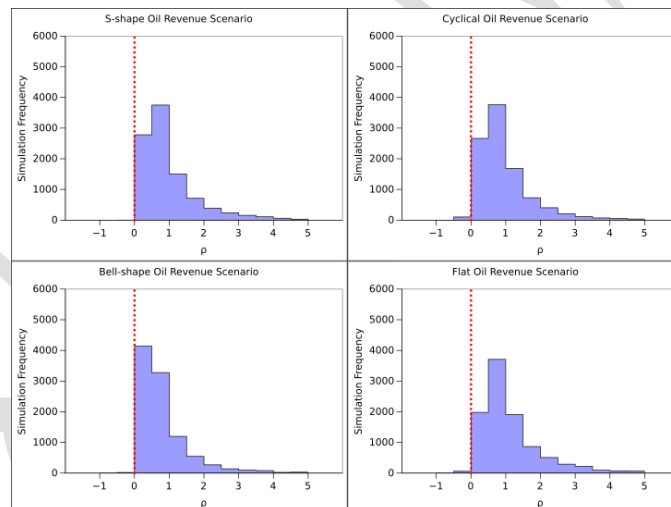 S-shape Oil Revenue Scenario
6000
5000
4000
3000
2000
1000
0
Simulation Frequency
−1 0 1 2 3 4 5
ρ
Cyclical Oil Revenue Scenario
6000
5000
4000
3000
2000
1000
0
Simulation Frequency
−1 0 1 2 3 4 5
ρ
Bell-shape Oil Revenue Scenario
6000
5000
4000
3000
2000
1000
0
Simulation Frequency
−1 0 1 2 3 4 5
ρ
Flat Oil Revenue Scenario
6000
5000
4000
3000
2000
1000
0
Simulation Frequency
−1 0 1 2 3 4 5
ρ